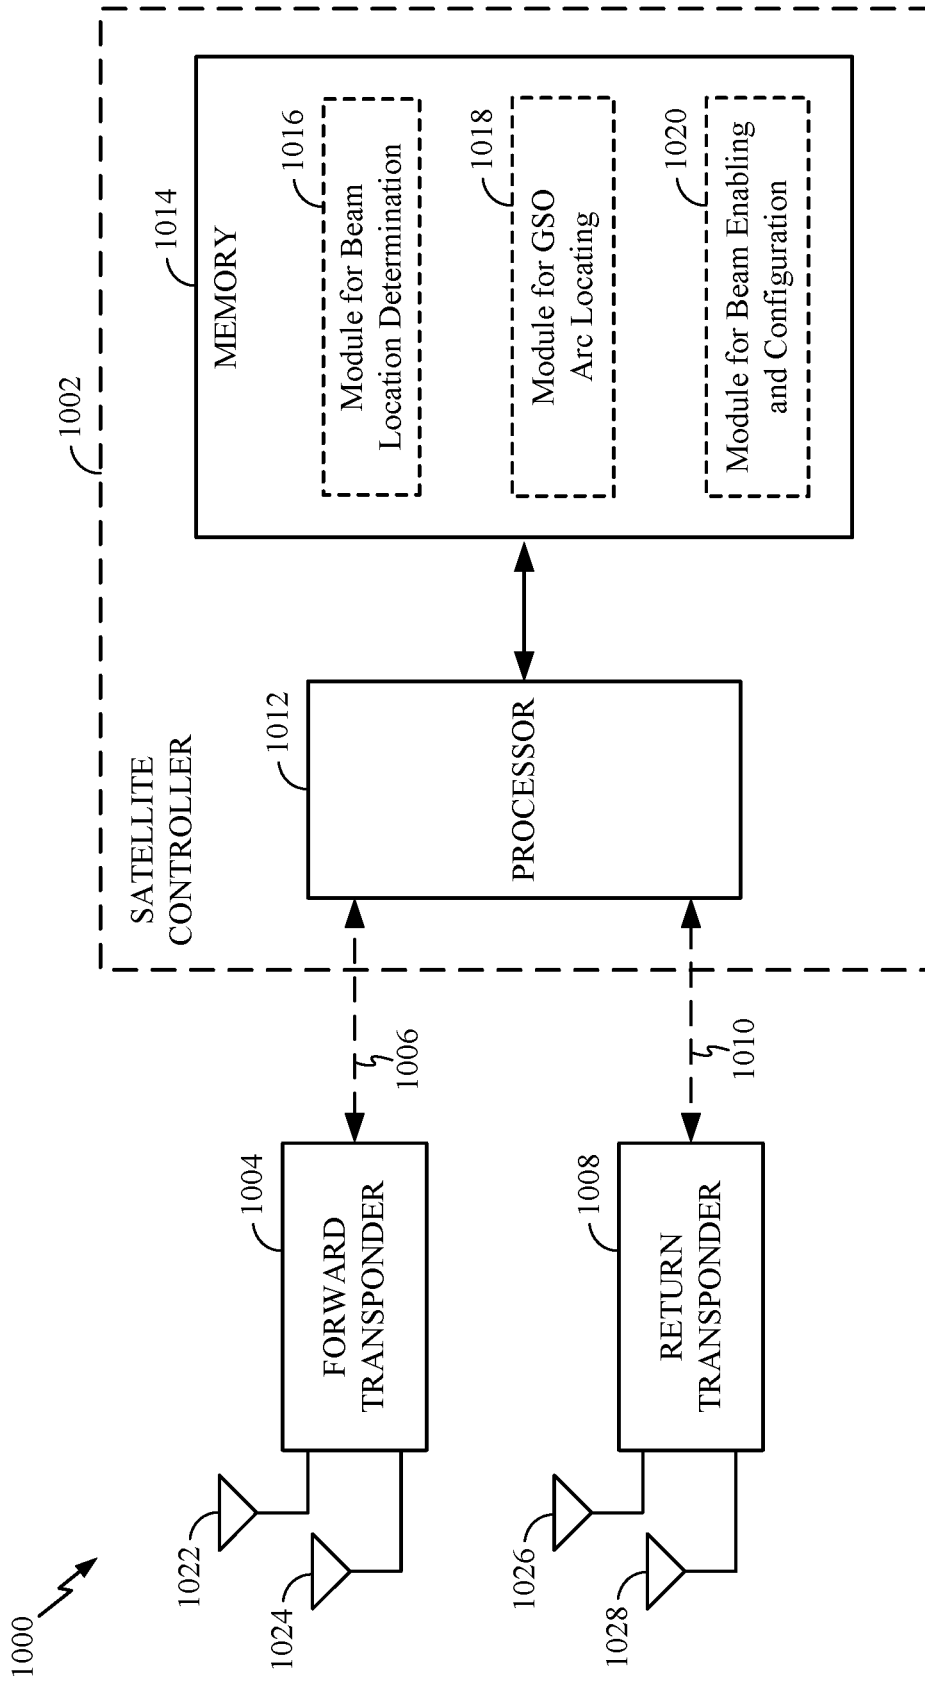 1000
1002
SATELLITE
CONTROLLER
1022
1024
1004
FORWARD
TRANSPONDER
1006
1026
1028
1008
RETURN
TRANSPONDER
1010
1012
PROCESSOR
1014
MEMORY
1016
Module for Beam
Location Determination
1018
Module for GSO
Arc Locating
1020
Module for Beam Enabling
and Configuration